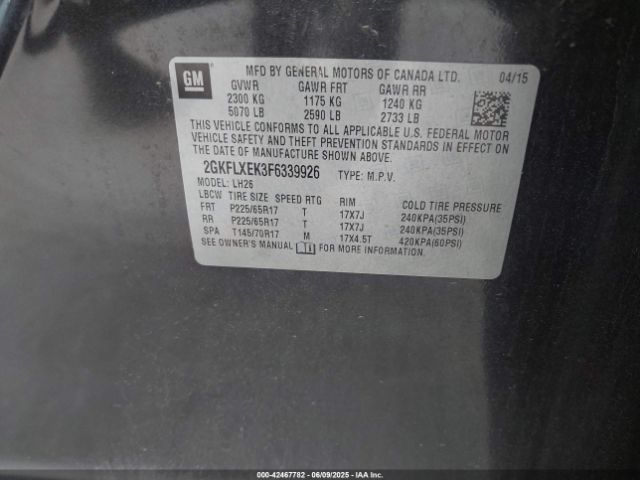 GM
MFD BY GENERAL MOTORS OF CANADA LTD. 04/15
GVWR GAWR FRT GAWR RR
2300 KG 1175 KG 1240 KG
5070 LB 2590 LB 2733 LB
THIS VEHICLE CONFORMS TO ALL APPLICABLE U.S. FEDERAL MOTOR
VEHICLE SAFETY AND THEFT PREVENTION STANDARDS IN EFFECT ON THE
DATE OF MANUFACTURE SHOWN ABOVE.
2GKFLXEK3F6339926 TYPE: M.P.V.
MODEL: LH26
LBCW TIRE SIZE SPEED RTG RIM COLD TIRE PRESSURE
FRT P225/65R17 T 17X7J 240KPA(35PSI)
RR P225/65R17 T 17X7J 240KPA(35PSI)
SPA T145/70R17 M 17X4.5T 420KPA(60PSI)
SEE OWNER'S MANUAL FOR MORE INFORMATION.
000-42467782 | 06/09/2025 - IAAI.COM